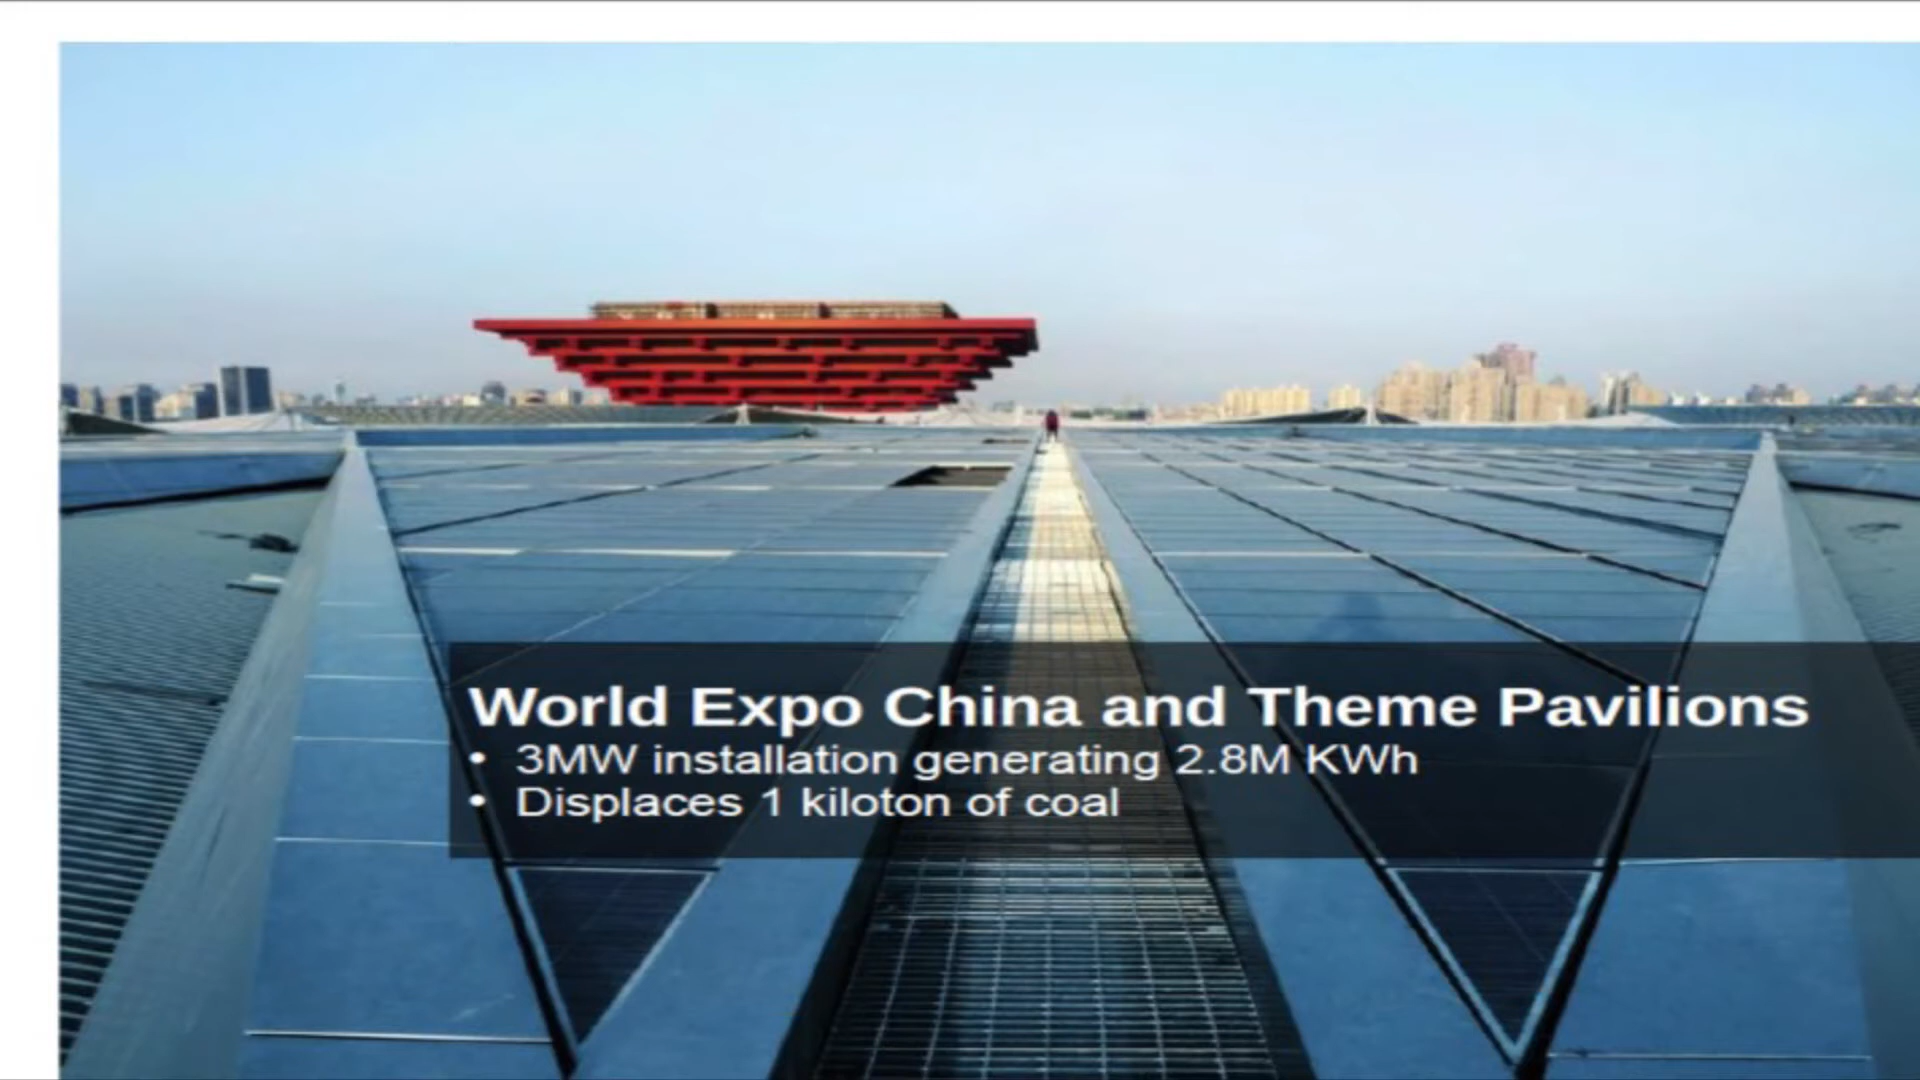 World Expo China and Theme Pavilions
• 3MW installation generating 2.8M KWh
• Displaces 1 kiloton of coal